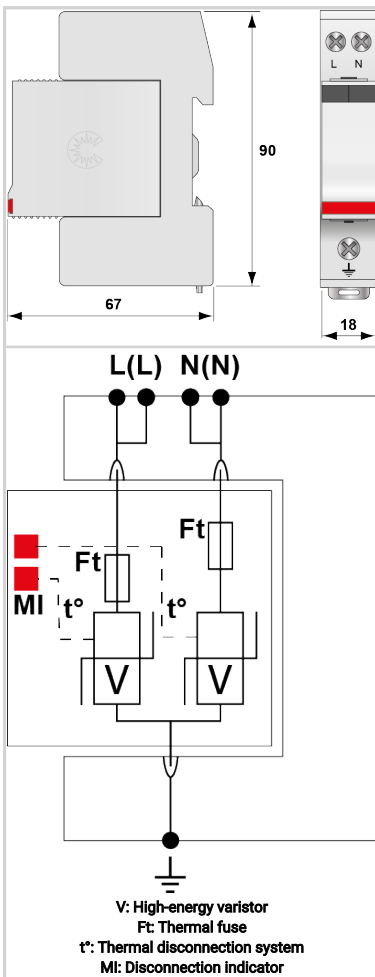 L N
90
67
18
L(L) N(N)
Ft
Ft
MI
t°
t°
V
V
V: High-energy varistor
Ft: Thermal fuse
t°: Thermal disconnection system
MI: Disconnection indicator